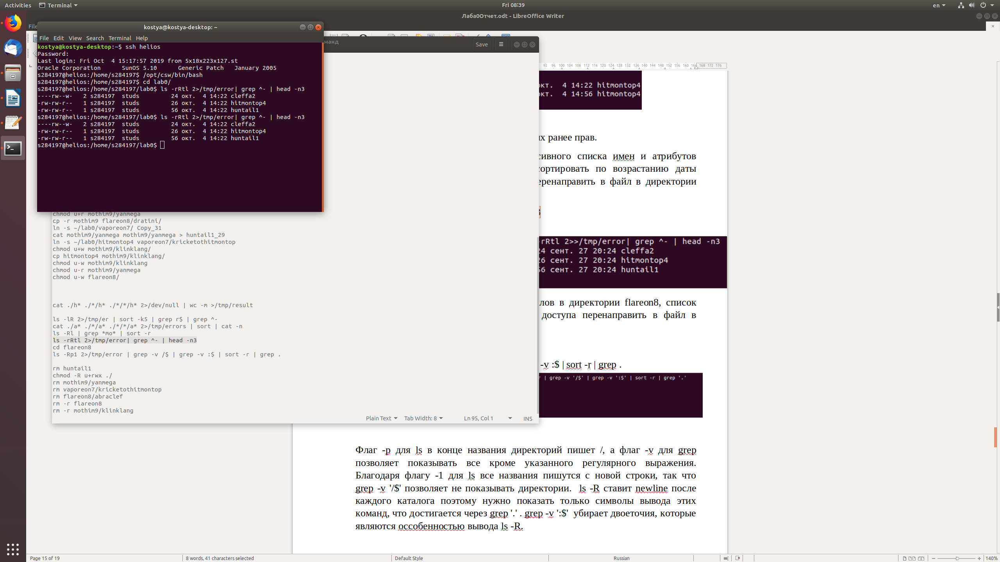 Activities
Terminal
Fri 08:39
en
Лаба0Отчет.odt - LibreOffice Writer
File
kostya@kostya-desktop: ~
File Edit View Search Terminal Help
kostya@kostya-desktop:~$ ssh helios
Password:
Last login: Fri Oct  4 15:17:57 2019 from 5x18x223x127.st
Oracle Corporation      SunOS 5.10      Generic Patch   January 2005
s284197@helios:/home/s284197$ /opt/csw/bin/bash
s284197@helios:/home/s284197$ cd lab0/
s284197@helios:/home/s284197/lab0$ ls -rRtl 2>/tmp/error| grep ^- | head -n3
----rw--w-   2 s284197  studs         24 окт.  4 14:22 cleffa2
-rw-rw-r--   1 s284197  studs         26 окт.  4 14:22 hitmontop4
-rw-rw-r--   1 s284197  studs         56 окт.  4 14:22 huntail1
s284197@helios:/home/s284197/lab0$ ls -rRtl 2>/tmp/error| grep ^- | head -n3
----rw--w-   2 s284197  studs         24 окт.  4 14:22 cleffa2
-rw-rw-r--   1 s284197  studs         26 окт.  4 14:22 hitmontop4
-rw-rw-r--   1 s284197  studs         56 окт.  4 14:22 huntail1
s284197@helios:/home/s284197/lab0$
манд
Save
chmod u+r mothim9/yanmega
cp -r mothim9 flareon8/dratini/
ln -s ~/lab0/vaporeon7/ Copy_31
cat mothim9/yanmega mothim9/yanmega > huntail1_29
ln -s ~/lab0/hitmontop4 vaporeon7/kricketothitmontop
chmod u+w mothim9/klinklang/
cp hitmontop4 mothim9/klinklang/
chmod u-w mothim9/klinklang
chmod u-r mothim9/yanmega
chmod u-w flareon8/
cat ./h* ./*/h* ./*/*/h* 2>/dev/null | wc -m >/tmp/result
ls -lR 2>/tmp/er | sort -k5 | grep r$ | grep ^-
cat ./a* ./*/a* ./*/*/a* 2>/tmp/errors | sort | cat -n
ls -Rl | grep *mo* | sort -r
ls -rRtl 2>/tmp/error| grep ^- | head -n3
cd flareon8
ls -Rp1 2>/tmp/error | grep -v /$ | grep -v :$ | sort -r | grep .
rm huntail1
chmod -R u+rwx ./
rm mothim9/yanmega
rm vaporeon7/kricketothitmontop
rm flareon8/abraclef
rm -r flareon8
rm -r mothim9/klinklang
Plain Text
Tab Width: 8
Ln 95, Col 1
INS
92 96 100 104 108 112 116 120 124 128 132 136 140 144 148 152 156 160 164 168 172 176
окт.  4 14:22 hitmontop4
окт.  4 14:56 hitmontop4
их ранее прав.
сивного списка имен и атрибутов
сортировать по возрастанию даты
еренаправить в файл в директории
3
-rRtl 2>>/tmp/error| grep ^- | head -n3
24 сент. 27 20:24 cleffa2
26 сент. 27 20:24 hitmontop4
56 сент. 27 20:24 huntail1
лов в директории flareon8, список
доступа перенаправить в файл в
-v :$ | sort -r | grep .
r | grep -v '/$' | grep -v ':$' | sort -r | grep '.'
Флаг -p для ls в конце названия директорий пишет /, а флаг -v для grep
позволяет показывать все кроме указанного регулярного выражения.
Благодаря флагу -1 для ls все названия пишутся с новой строки, так что
grep -v '/$' позволяет не показывать директории.  ls -R ставит newline после
каждого каталога поэтому нужно показать только символы вывода этих
команд, что достигается через grep '.' . grep -v ':$'  убирает двоеточия, которые
являются оссобенностью вывода ls -R.
Page 15 of 19
8 words, 41 characters selected
Default Style
Russian
140%